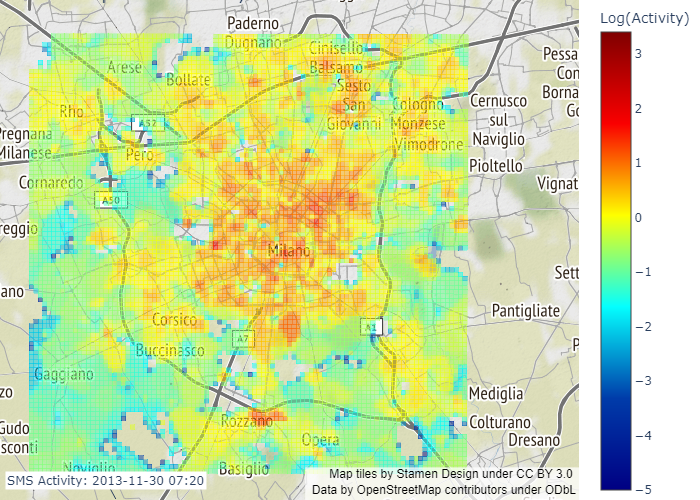 Log(Activity)
3
2
1
0
−1
−2
−3
−4
−5
Paderno
Dugnano
Cinisello
Balsamo
Arese
Bollate
Sesto
San
Giovanni
Cologno
Monzese
Vimodrone
Pessa
Con
Borna
Go
Cernusco
sul
Naviglio
Pioltello
Rho
A52
Pregnana
Milanese
Pero
Cornaredo
A50
Vignat
reggio
Milano
Sett
ano
Pantigliate
Corsico
A7
A1
Buccinasco
P
Gaggiano
zo
Mediglia
Rozzano
Colturano
Gudo
sconti
Opera
Dresano
Noviglio
Basiglio
SMS Activity: 2013-11-30 07:20
Map tiles by Stamen Design under CC BY 3.0
Data by OpenStreetMap contributors under ODbL